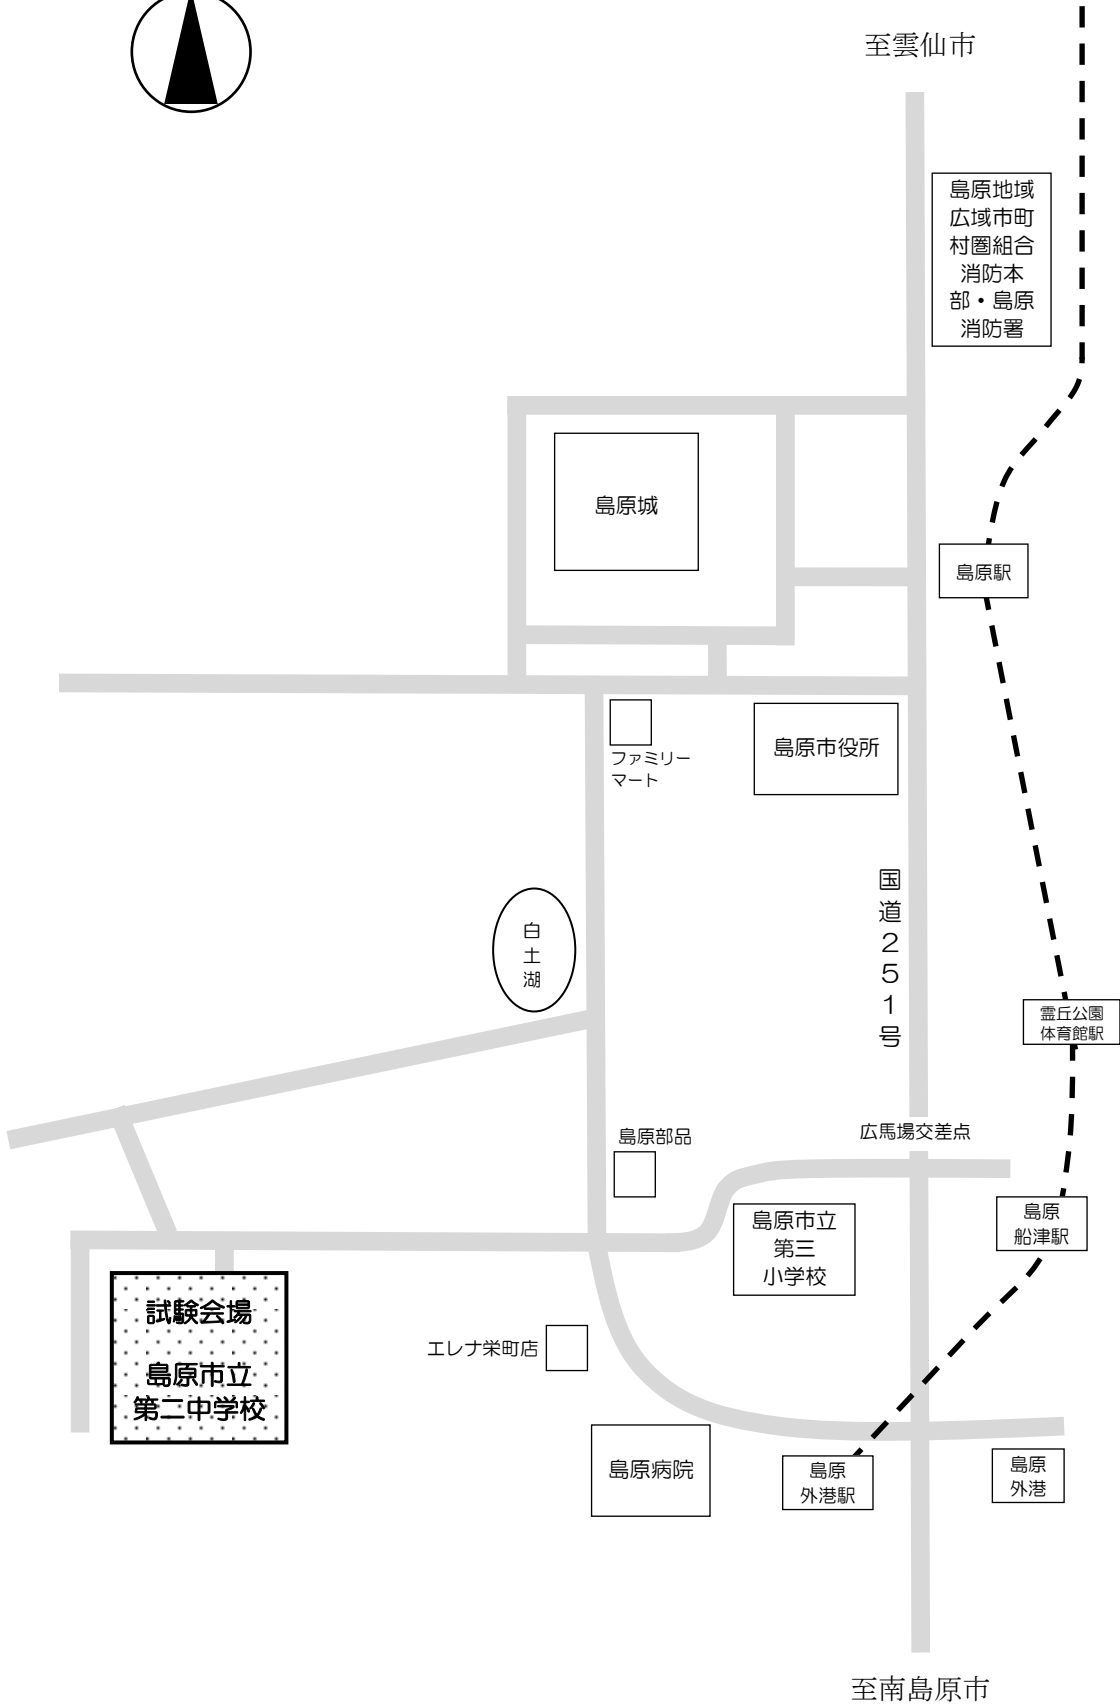 至雲仙市
島原地域
広域市町
村圏組合
消防本
部・島原
消防署
島原城
島原駅
ファミリー
マート
島原市役所
白
土
湖
国
道
２
５
１
号
霊丘公園
体育館駅
広馬場交差点
島原部品
島原
船津駅
島原市立
第三
小学校
試験会場
島原市立
第二中学校
エレナ栄町店
島原病院
島原
外港駅
島原
外港
至南島原市